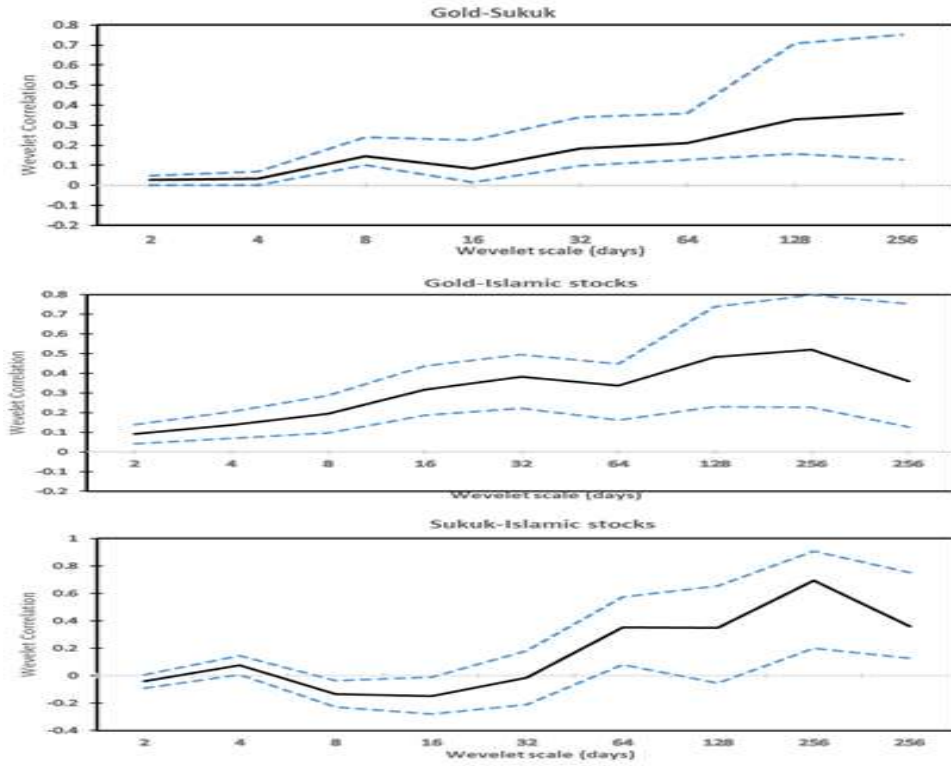 Gold-Sukuk
0.8
0.7
0.6
0.5
0.4
0.3
0.2
0.1
0
-0.1
-0.2
Wevelet Correlation
2 4 8 16 32 64 128 256
Wevelet scale (days)
Gold-Islamic stocks
0.8
0.7
0.6
0.5
0.4
0.3
0.2
0.1
0
-0.1
-0.2
Wevelet Correlation
2 4 8 16 32 64 128 256 256
Wevelet scale (days)
Sukuk-Islamic stocks
1
0.8
0.6
0.4
0.2
0
-0.2
-0.4
Wevelet Correlation
2 4 8 16 32 64 128 256 256
Wevelet scale (days)